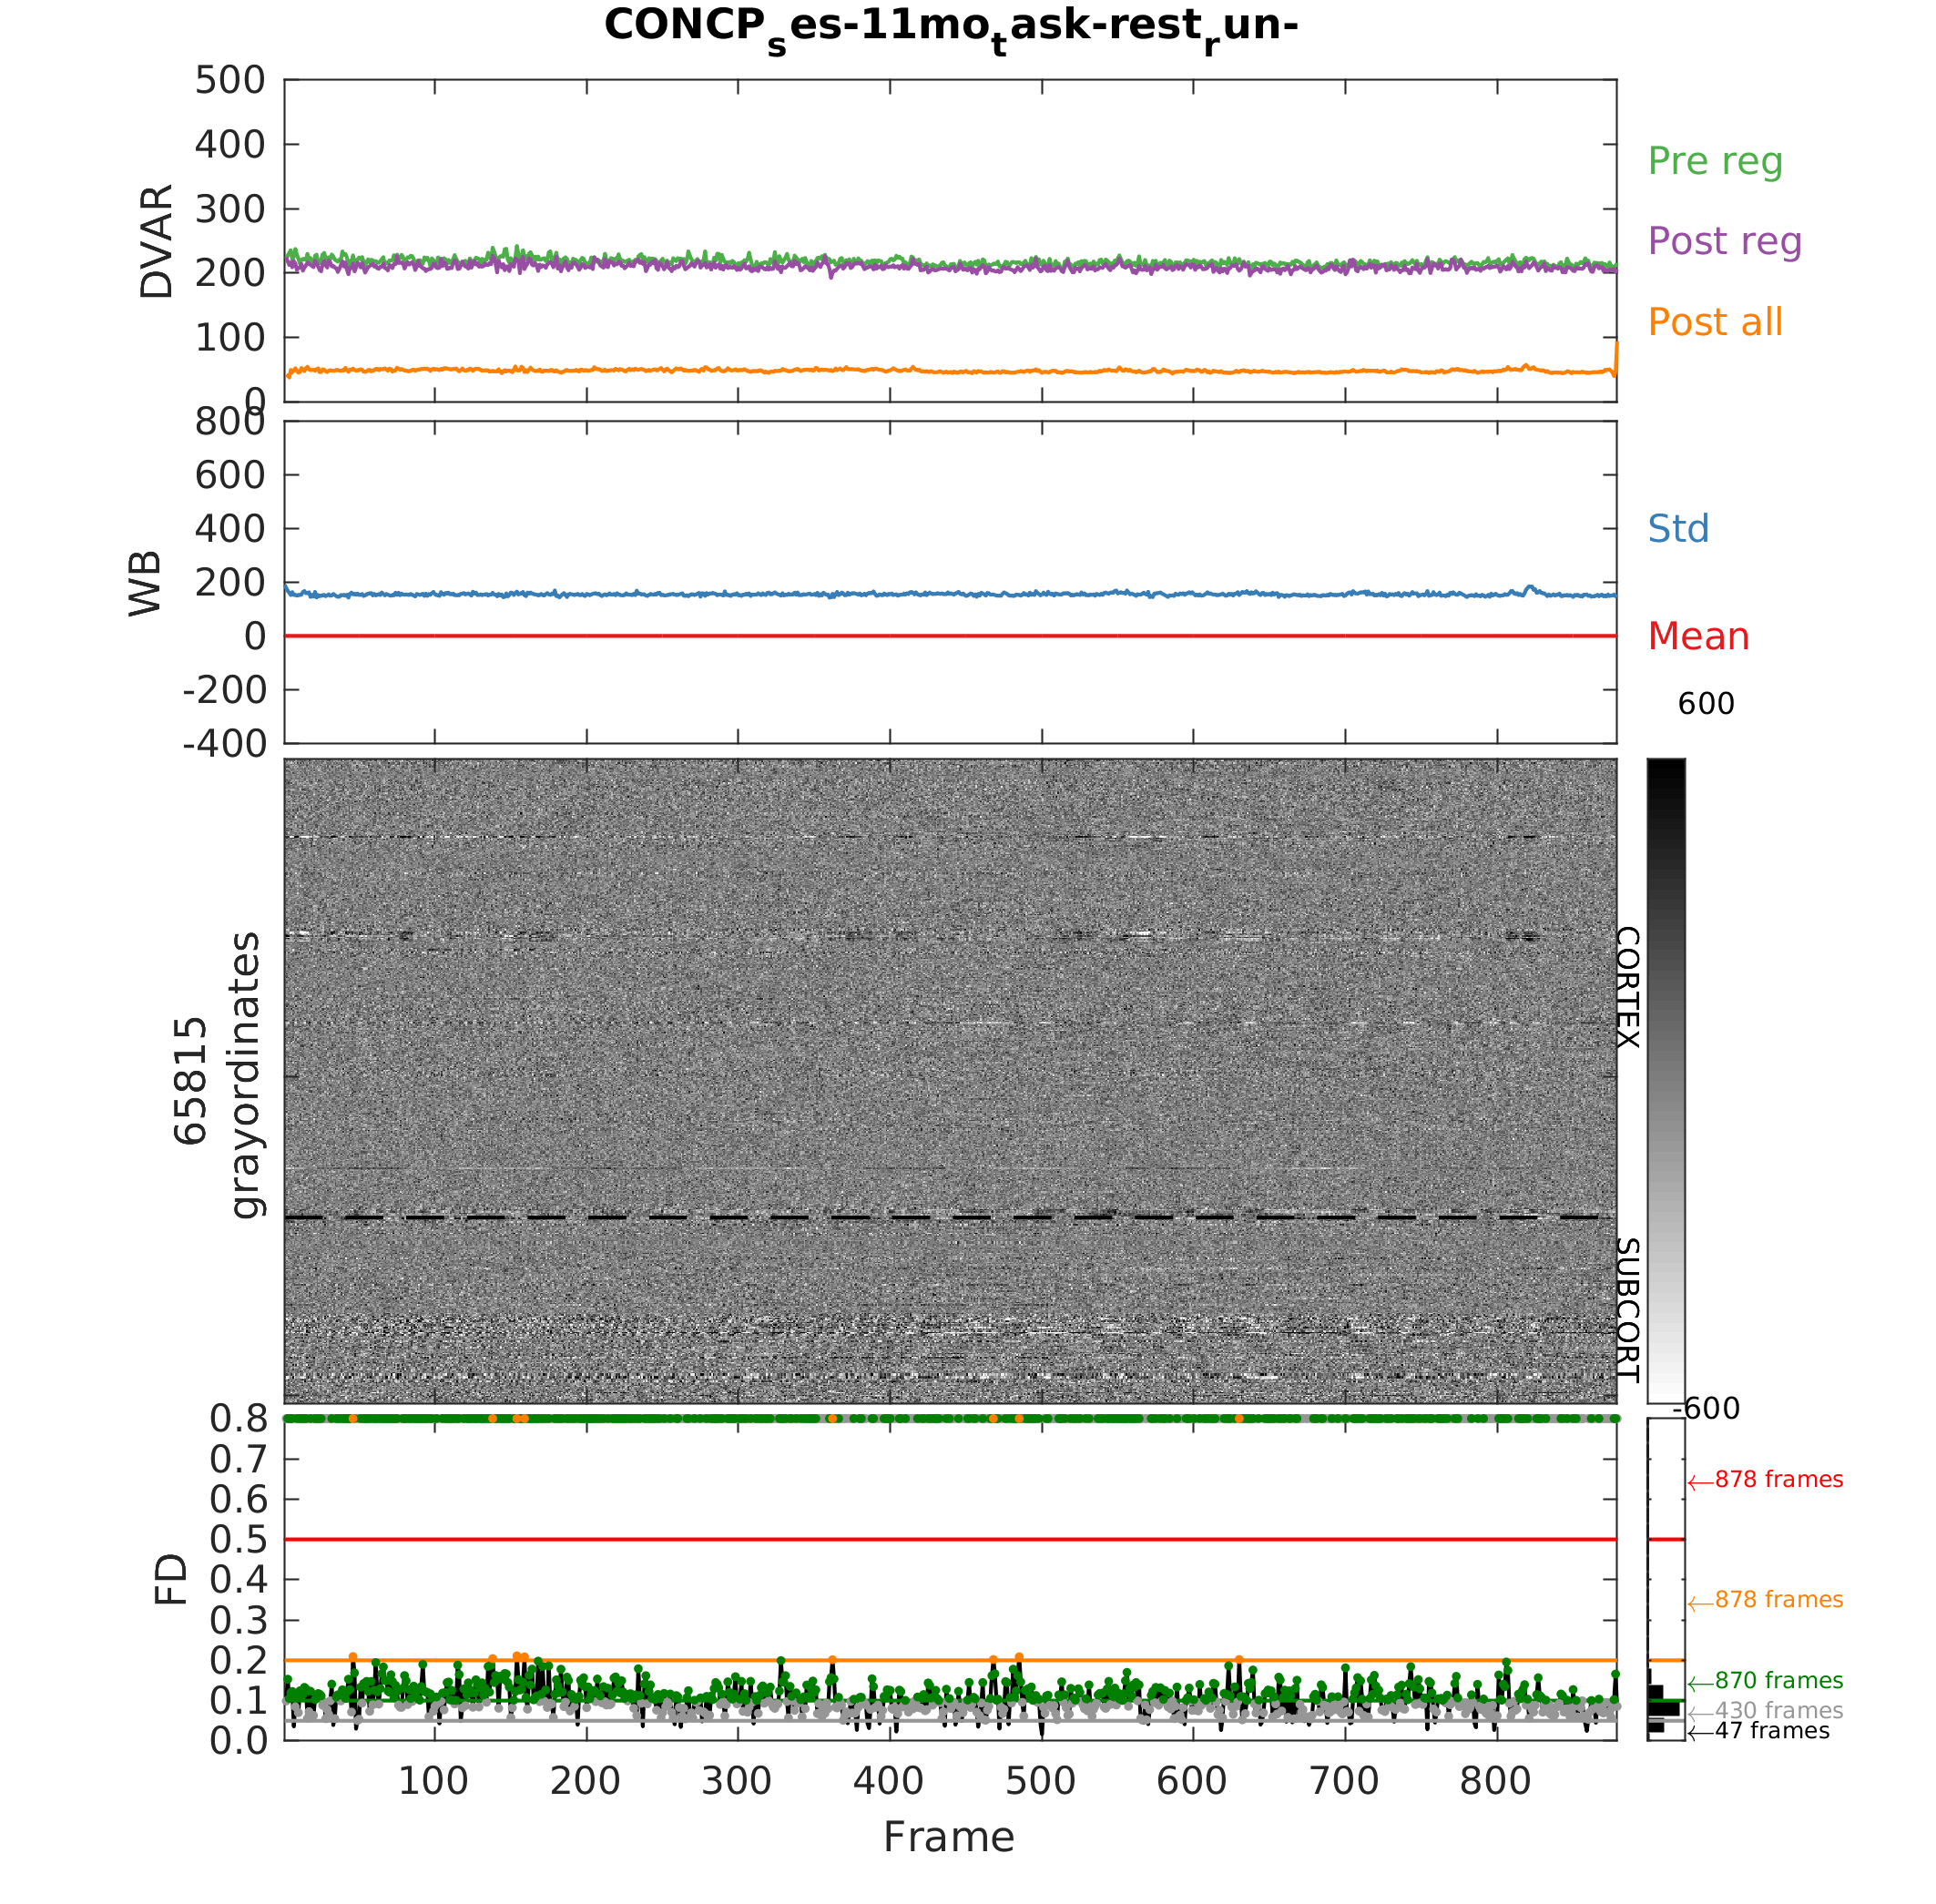 CONCPses-11motask-restrun-
500
400
300
200
100
0
DVAR
Pre reg
Post reg
Post all
800
600
400
200
0
-200
-400
WB
Std
Mean
600
65815
grayordinates
CORTEX
SUBCORT
-600
0.8
0.7
0.6
0.5
0.4
0.3
0.2
0.1
0.0
FD
←878 frames
←878 frames
←870 frames
←430 frames
←47 frames
100 200 300 400 500 600 700 800
Frame